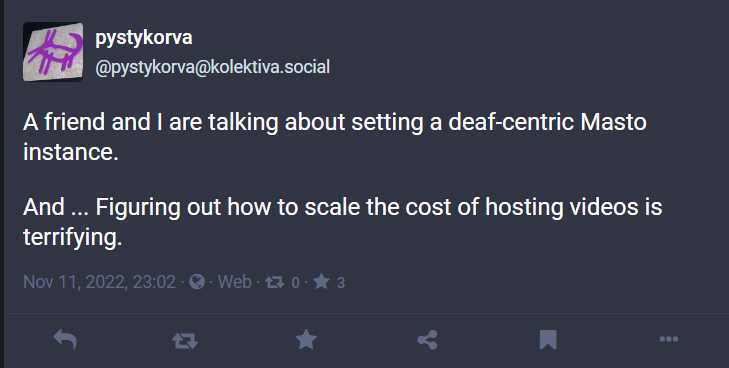 pystykorva
@pystykorva@kolektiva.social
A friend and I are talking about setting a deaf-centric Masto
instance.
And ... Figuring out how to scale the cost of hosting videos is
terrifying.
Nov 11, 2022, 23:02 · · Web · 0 · 3